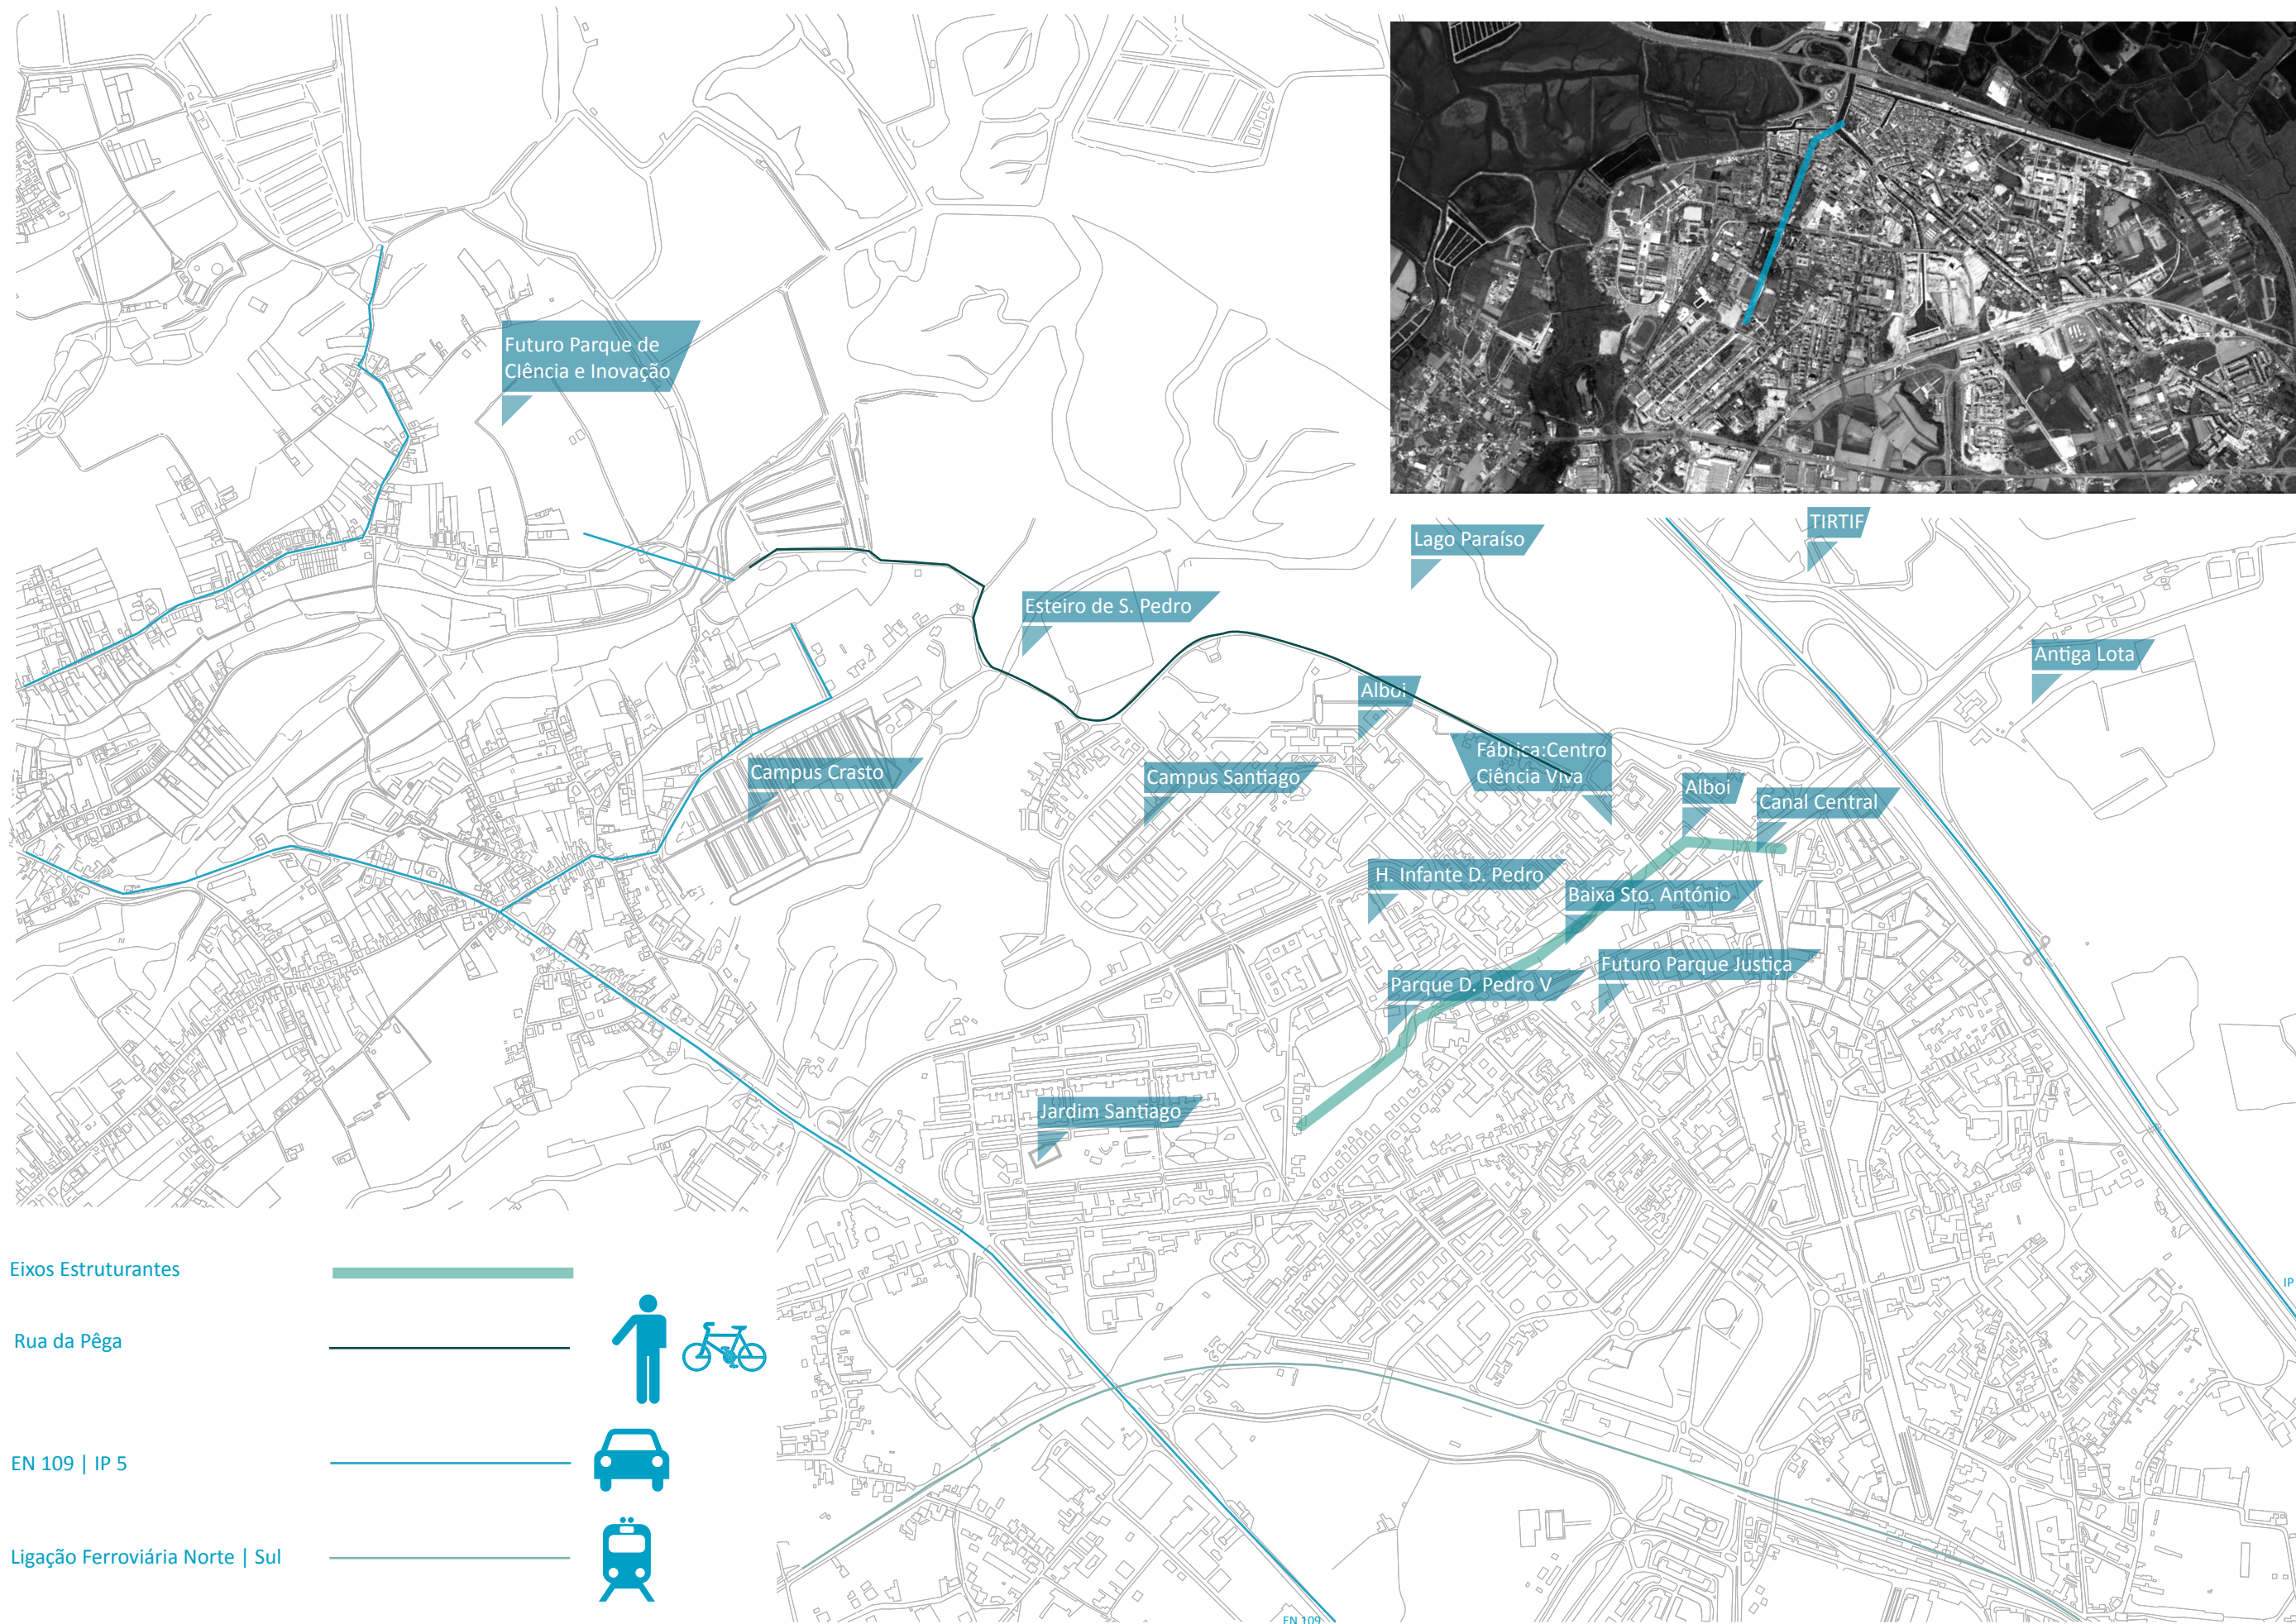 Futuro Parque de
CIência e Inovação
Lago Paraíso
TIRTIF
Esteiro de S. Pedro
Antiga Lota
Alboi
Fábrica:Centro
Ciência Viva
Campus Crasto
Campus Santiago
Alboi
Canal Central
H. Infante D. Pedro
Baixa Sto. António
Futuro Parque Justiça
Parque D. Pedro V
Jardim Santiago
Eixos Estruturantes
IP
Rua da Pêga
EN 109 | IP 5
Ligação Ferroviária Norte | Sul
EN 109